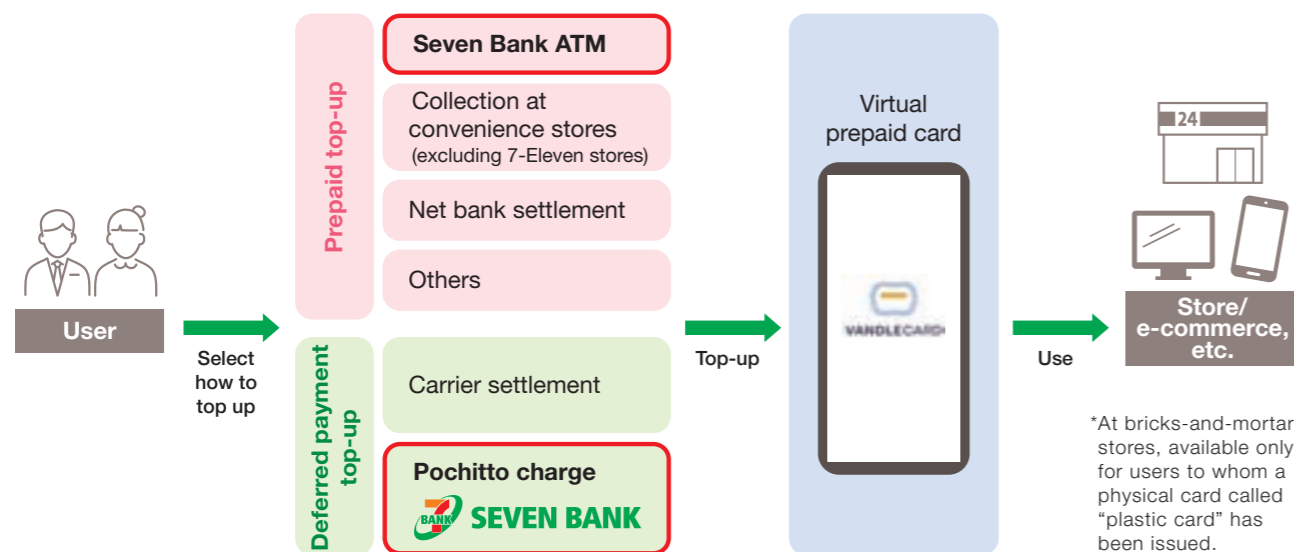 User
Select
how to
top up
Prepaid top-up
Seven Bank ATM
Collection at
convenience stores
(excluding 7-Eleven stores)
Net bank settlement
Others
Deferred payment
top-up
Carrier settlement
Pochitto charge
7
BANK
SEVEN BANK
Top-up
Virtual
prepaid card
VANDLECARD
Use
24
Store/
e-commerce,
etc.
*At bricks-and-mortar
stores, available only
for users to whom a
physical card called
“plastic card” has
been issued.